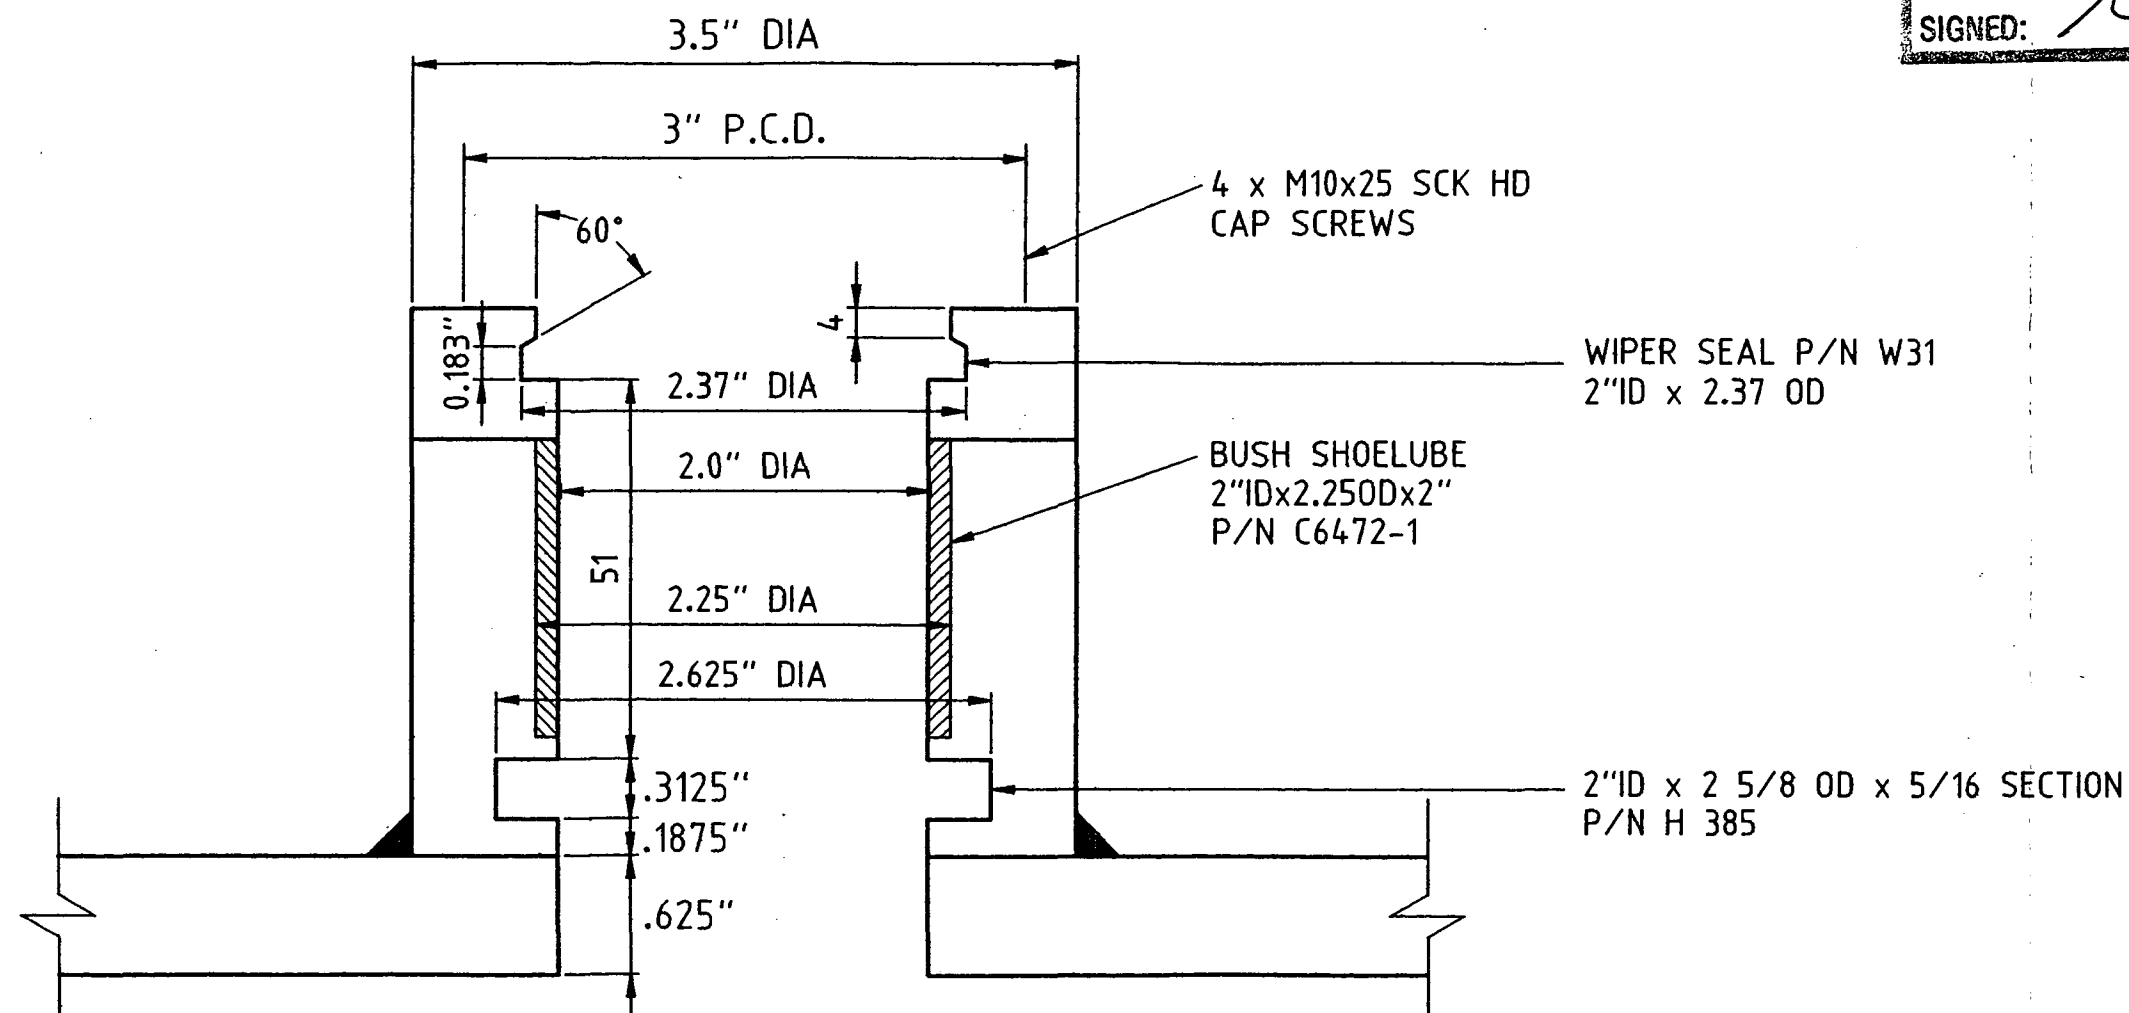 SIGNED:
3.5" DIA
3" P.C.D.
4 x M10x25 SCK HD
CAP SCREWS
60°
0.183"
4
WIPER SEAL P/N W31
2"ID x 2.37 OD
2.37" DIA
BUSH SHOELUBE
2"IDx2.25ODx2"
P/N C6472-1
2.0" DIA
51
2.25" DIA
2.625" DIA
.3125"
2"ID x 2 5/8 OD x 5/16 SECTION
P/N H 385
.1875"
.625"